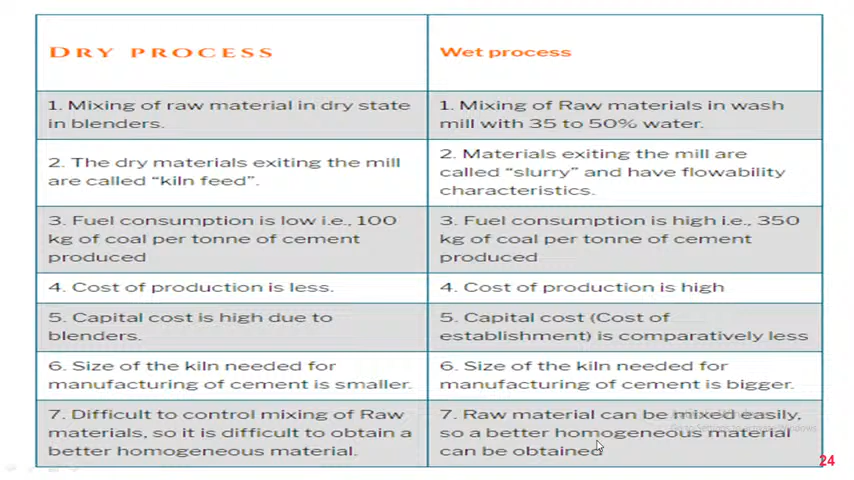 DRY PROCESS
Wet process
1. Mixing of raw material in dry state
in blenders.
1. Mixing of Raw materials in wash
mill with 35 to 50% water.
2. The dry materials exiting the mill
are called “kiln feed”.
2. Materials exiting the mill are
called “slurry” and have flowability
characteristics.
3. Fuel consumption is low i.e., 100
kg of coal per tonne of cement
produced
3. Fuel consumption is high i.e., 350
kg of coal per tonne of cement
produced
4. Cost of production is less.
4. Cost of production is high
5. Capital cost is high due to
blenders.
5. Capital cost (Cost of
establishment) is comparatively less
6. Size of the kiln needed for
manufacturing of cement is smaller.
6. Size of the kiln needed for
manufacturing of cement is bigger.
7. Difficult to control mixing of Raw
materials, so it is difficult to obtain a
better homogeneous material.
7. Raw material can be mixed easily,
so a better homogeneous material
can be obtained
Go to Settings to activate Windows
24